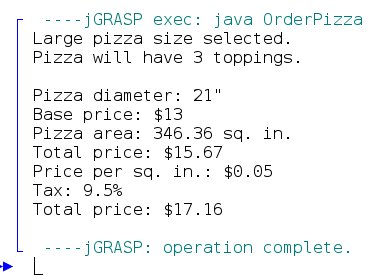 ----jGRASP exec: java OrderPizza
Large pizza size selected.
Pizza will have 3 toppings.
Pizza diameter: 21"
Base price: $13
Pizza area: 346.36 sq. in.
Total price: $15.67
Price per sq. in.: $0.05
Tax: 9.5%
Total price: $17.16
----jGRASP: operation complete.